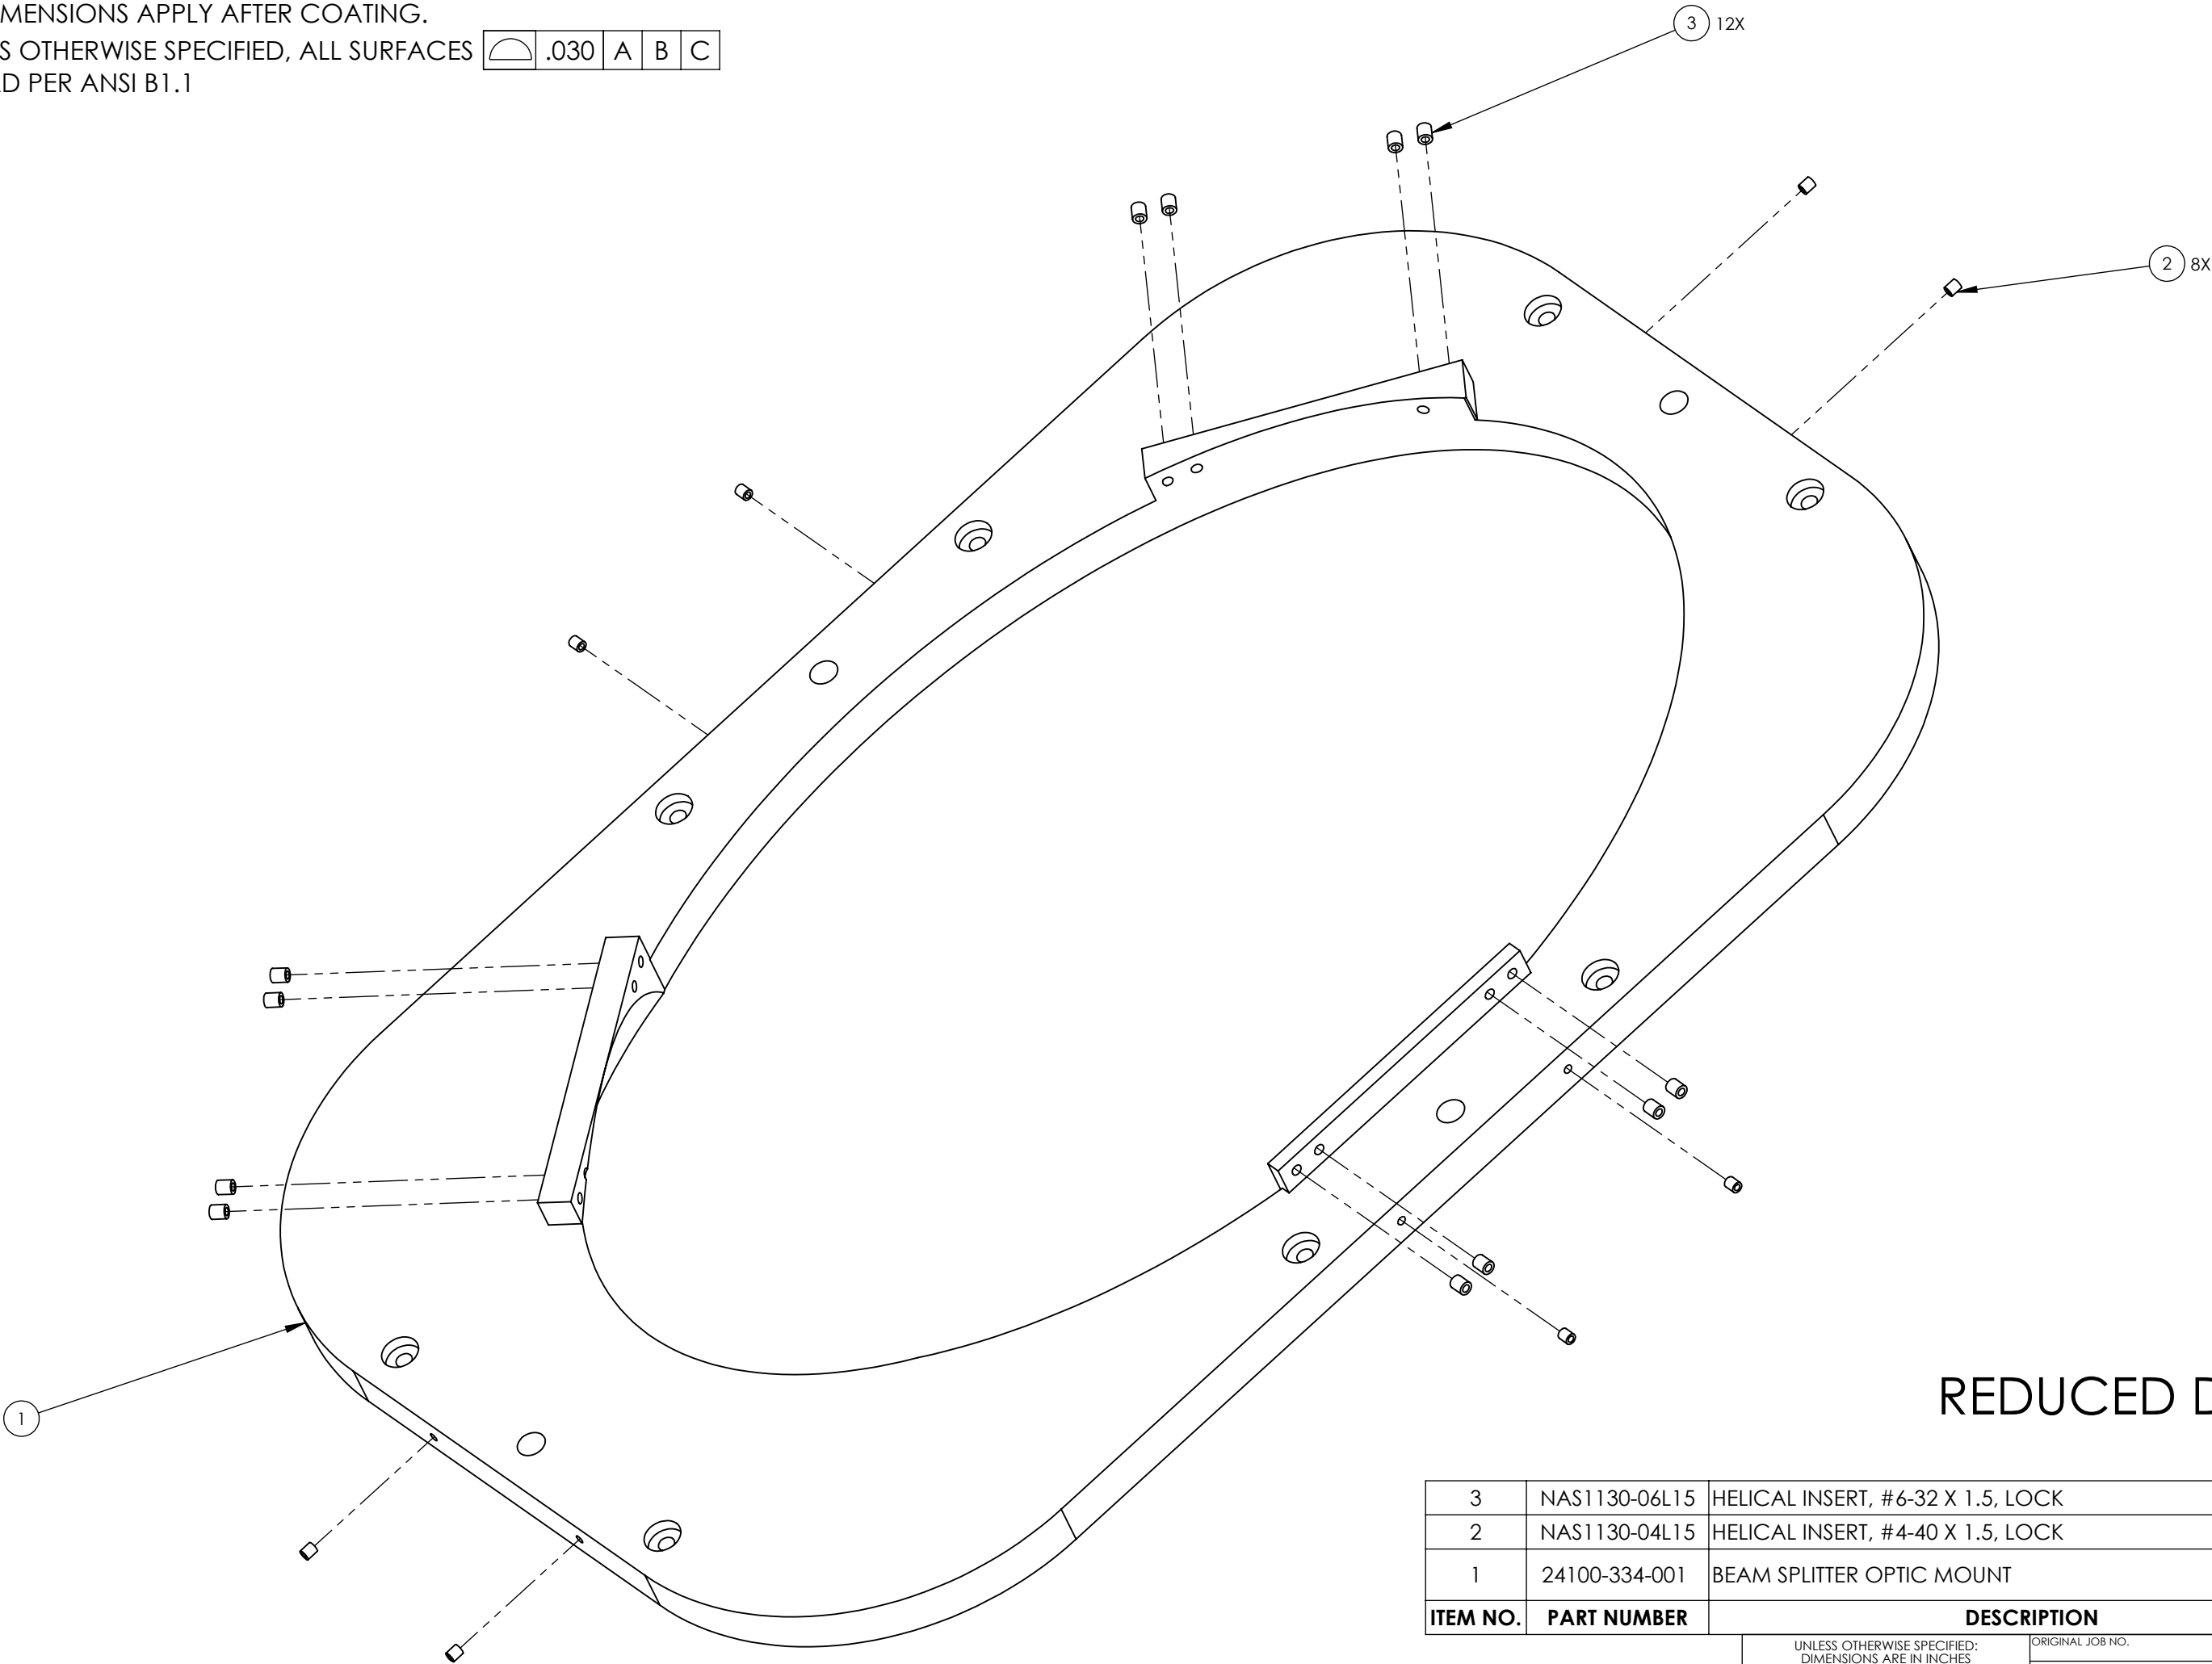 MENSIONS APPLY AFTER COATING.
S OTHERWISE SPECIFIED, ALL SURFACES .030 A B C
D PER ANSI B1.1
3 12X
2 8X
1
REDUCED D
3 NAS1130-06L15 HELICAL INSERT, #6-32 X 1.5, LOCK
2 NAS1130-04L15 HELICAL INSERT, #4-40 X 1.5, LOCK
1 24100-334-001 BEAM SPLITTER OPTIC MOUNT
ITEM NO. PART NUMBER DESCRIPTION
UNLESS OTHERWISE SPECIFIED: ORIGINAL JOB NO.
DIMENSIONS ARE IN INCHES